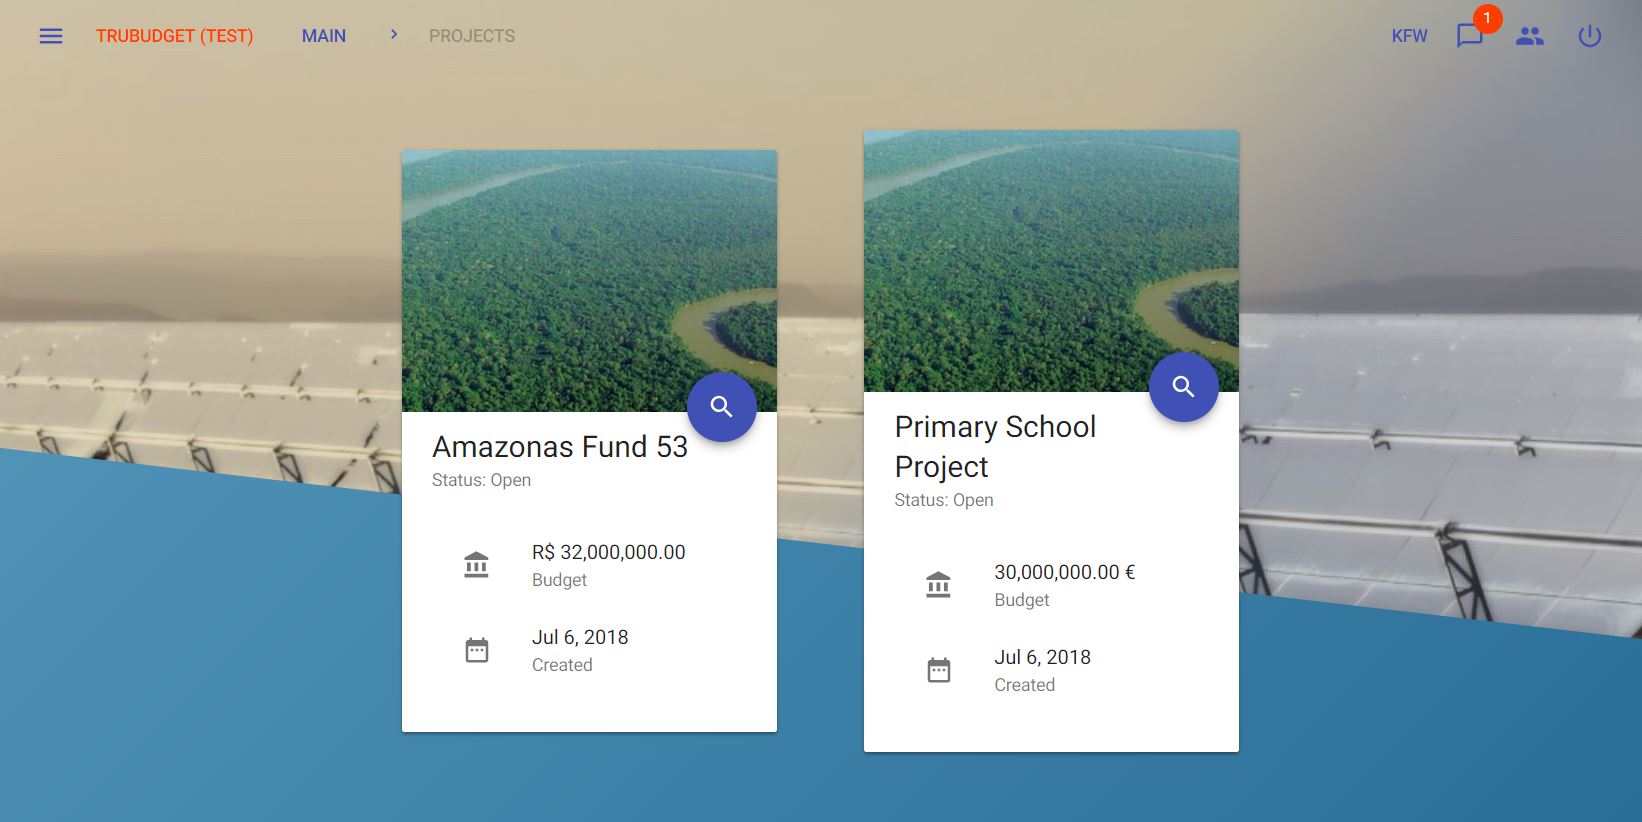 TRUBUDGET (TEST) MAIN > PROJECTS KFW 1
Amazonas Fund 53
Status: Open
R$ 32,000,000.00
Budget
Jul 6, 2018
Created
Primary School
Project
Status: Open
30,000,000.00 €
Budget
Jul 6, 2018
Created